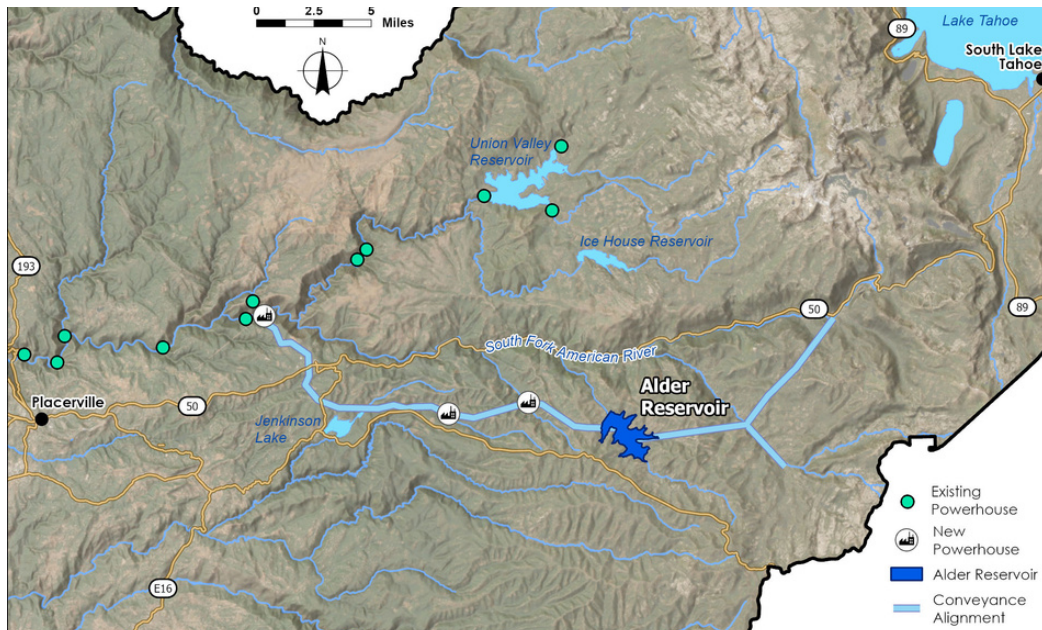 0 2.5 5
Miles
N
Lake Tahoe
89
South Lake
Tahoe
Union Valley
Reservoir
Ice House Reservoir
193
50
89
South Fork American River
Alder
Reservoir
Placerville
50
Jenkinson
Lake
E16
Existing
Powerhouse
New
Powerhouse
Alder Reservoir
Conveyance
Alignment